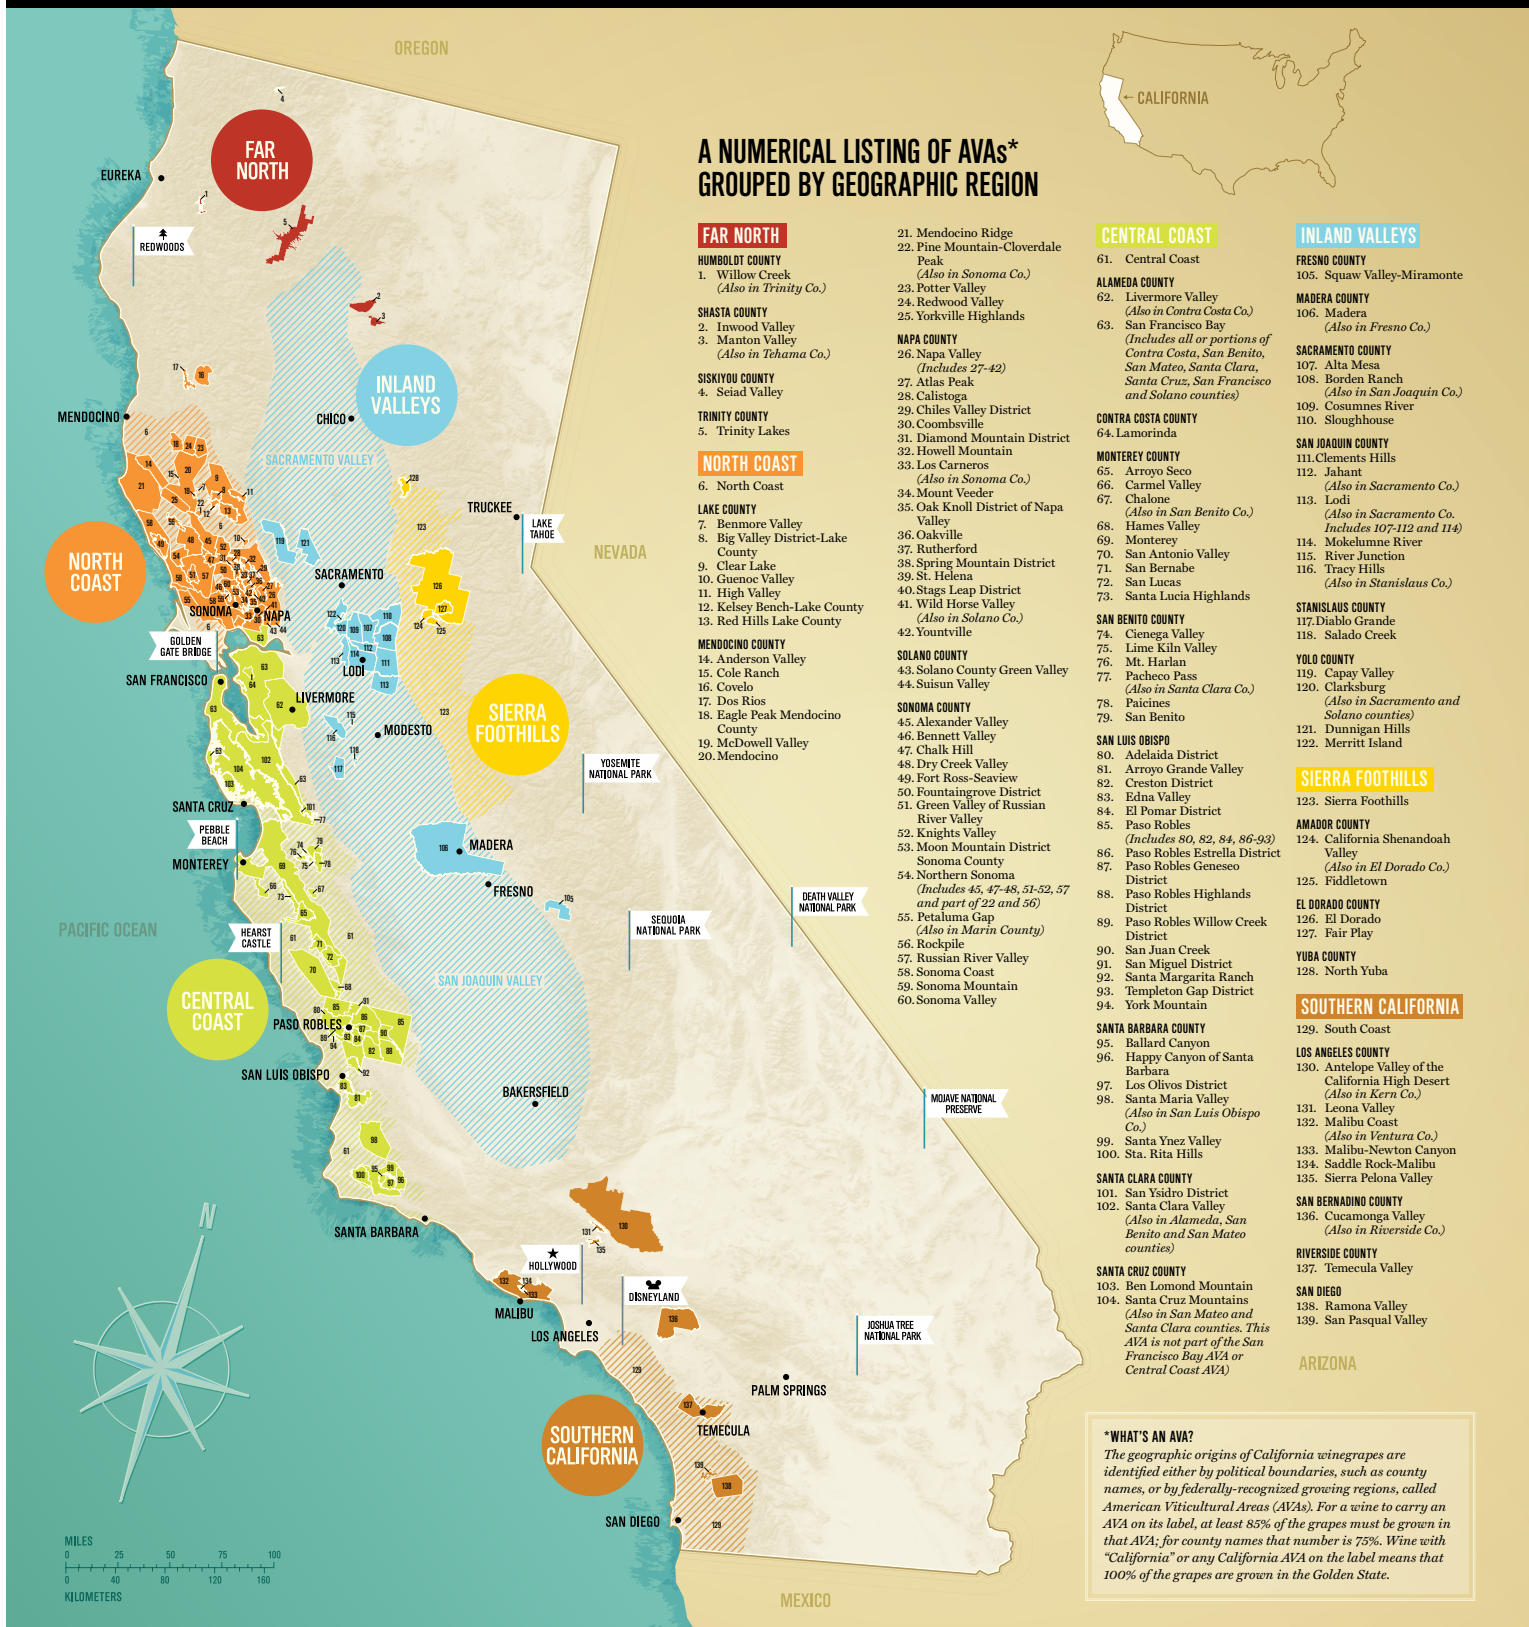 OREGON
CALIFORNIA
FAR
NORTH
EUREKA
REDWOODS
INLAND
VALLEYS
MENDOCINO
CHICO
SACRAMENTO VALLEY
TRUCKEE
LAKE
TAHOE
NEVADA
NORTH
COAST
SACRAMENTO
SONOMA
NAPA
GOLDEN
GATE BRIDGE
LODI
SAN FRANCISCO
LIVERMORE
SIERRA
FOOTHILLS
MODESTO
YOSEMITE
NATIONAL PARK
SANTA CRUZ
PEBBLE
BEACH
MONTEREY
MADERA
FRESNO
DEATH VALLEY
NATIONAL PARK
SEQUOIA
NATIONAL PARK
PACIFIC OCEAN
HEARST
CASTLE
SAN JOAQUIN VALLEY
CENTRAL
COAST
PASO ROBLES
SAN LUIS OBISPO
BAKERSFIELD
MOJAVE NATIONAL
PRESERVE
N
SANTA BARBARA
HOLLYWOOD
DISNEYLAND
MALIBU
LOS ANGELES
JOSHUA TREE
NATIONAL PARK
PALM SPRINGS
SOUTHERN
CALIFORNIA
TEMECULA
SAN DIEGO
MEXICO
ARIZONA
MILES
0 25 50 75 100
0 40 80 120 160
KILOMETERS
A NUMERICAL LISTING OF AVAs*
GROUPED BY GEOGRAPHIC REGION
FAR NORTH
HUMBOLDT COUNTY
1. Willow Creek
(Also in Trinity Co.)
SHASTA COUNTY
2. Inwood Valley
3. Manton Valley
(Also in Tehama Co.)
SISKIYOU COUNTY
4. Seiad Valley
TRINITY COUNTY
5. Trinity Lakes
NORTH COAST
6. North Coast
LAKE COUNTY
7. Benmore Valley
8. Big Valley District-Lake
County
9. Clear Lake
10. Guenoc Valley
11. High Valley
12. Kelsey Bench-Lake County
13. Red Hills Lake County
MENDOCINO COUNTY
14. Anderson Valley
15. Cole Ranch
16. Covelo
17. Dos Rios
18. Eagle Peak Mendocino
County
19. McDowell Valley
20. Mendocino
21. Mendocino Ridge
22. Pine Mountain-Cloverdale
Peak
(Also in Sonoma Co.)
23. Potter Valley
24. Redwood Valley
25. Yorkville Highlands
NAPA COUNTY
26. Napa Valley
(Includes 27-42)
27. Atlas Peak
28. Calistoga
29. Chiles Valley District
30. Coombsville
31. Diamond Mountain District
32. Howell Mountain
33. Los Carneros
(Also in Sonoma Co.)
34. Mount Veeder
35. Oak Knoll District of Napa
Valley
36. Oakville
37. Rutherford
38. Spring Mountain District
39. St. Helena
40. Stags Leap District
41. Wild Horse Valley
(Also in Solano Co.)
42. Yountville
SOLANO COUNTY
43. Solano County Green Valley
44. Suisun Valley
SONOMA COUNTY
45. Alexander Valley
46. Bennett Valley
47. Chalk Hill
48. Dry Creek Valley
49. Fort Ross-Seaview
50. Fountaingrove District
51. Green Valley of Russian
River Valley
52. Knights Valley
53. Moon Mountain District
Sonoma County
54. Northern Sonoma
(Includes 45, 47-48, 51-52, 57
and part of 22 and 56)
55. Petaluma Gap
(Also in Marin County)
56. Rockpile
57. Russian River Valley
58. Sonoma Coast
59. Sonoma Mountain
60. Sonoma Valley
CENTRAL COAST
61. Central Coast
ALAMEDA COUNTY
62. Livermore Valley
(Also in Contra Costa Co.)
63. San Francisco Bay
(Includes all or portions of
Contra Costa, San Benito,
San Mateo, Santa Clara,
Santa Cruz, San Francisco
and Solano counties)
CONTRA COSTA COUNTY
64. Lamorinda
MONTEREY COUNTY
65. Arroyo Seco
66. Carmel Valley
67. Chalone
(Also in San Benito Co.)
68. Hames Valley
69. Monterey
70. San Antonio Valley
71. San Bernabe
72. San Lucas
73. Santa Lucia Highlands
SAN BENITO COUNTY
74. Cienega Valley
75. Lime Kiln Valley
76. Mt. Harlan
77. Pacheco Pass
(Also in Santa Clara Co.)
78. Paicines
79. San Benito
SAN LUIS OBISPO
80. Adelaida District
81. Arroyo Grande Valley
82. Creston District
83. Edna Valley
84. El Pomar District
85. Paso Robles
(Includes 80, 82, 84, 86-93)
86. Paso Robles Estrella District
87. Paso Robles Geneseo
District
88. Paso Robles Highlands
District
89. Paso Robles Willow Creek
District
90. San Juan Creek
91. San Miguel District
92. Santa Margarita Ranch
93. Templeton Gap District
94. York Mountain
SANTA BARBARA COUNTY
95. Ballard Canyon
96. Happy Canyon of Santa
Barbara
97. Los Olivos District
98. Santa Maria Valley
(Also in San Luis Obispo
Co.)
99. Santa Ynez Valley
100. Sta. Rita Hills
SANTA CLARA COUNTY
101. San Ysidro District
102. Santa Clara Valley
(Also in Alameda, San
Benito and San Mateo
counties)
SANTA CRUZ COUNTY
103. Ben Lomond Mountain
104. Santa Cruz Mountains
(Also in San Mateo and
Santa Clara counties. This
AVA is not part of the San
Francisco Bay AVA or
Central Coast AVA)
INLAND VALLEYS
FRESNO COUNTY
105. Squaw Valley-Miramonte
MADERA COUNTY
106. Madera
(Also in Fresno Co.)
SACRAMENTO COUNTY
107. Alta Mesa
108. Borden Ranch
(Also in San Joaquin Co.)
109. Cosumnes River
110. Sloughhouse
SAN JOAQUIN COUNTY
111.Clements Hills
112. Jahant
(Also in Sacramento Co.)
113. Lodi
(Also in Sacramento Co.
Includes 107-112 and 114)
114. Mokelumne River
115. River Junction
116. Tracy Hills
(Also in Stanislaus Co.)
STANISLAUS COUNTY
117.Diablo Grande
118. Salado Creek
YOLO COUNTY
119. Capay Valley
120. Clarksburg
(Also in Sacramento and
Solano counties)
121. Dunnigan Hills
122. Merritt Island
SIERRA FOOTHILLS
123. Sierra Foothills
AMADOR COUNTY
124. California Shenandoah
Valley
(Also in El Dorado Co.)
125. Fiddletown
EL DORADO COUNTY
126. El Dorado
127. Fair Play
YUBA COUNTY
128. North Yuba
SOUTHERN CALIFORNIA
129. South Coast
LOS ANGELES COUNTY
130. Antelope Valley of the
California High Desert
(Also in Kern Co.)
131. Leona Valley
132. Malibu Coast
(Also in Ventura Co.)
133. Malibu-Newton Canyon
134. Saddle Rock-Malibu
135. Sierra Pelona Valley
SAN BERNADINO COUNTY
136. Cucamonga Valley
(Also in Riverside Co.)
RIVERSIDE COUNTY
137. Temecula Valley
SAN DIEGO
138. Ramona Valley
139. San Pasqual Valley
*WHAT'S AN AVA?
The geographic origins of California winegrapes are
identified either by political boundaries, such as county
names, or by federally-recognized growing regions, called
American Viticultural Areas (AVAs). For a wine to carry an
AVA on its label, at least 85% of the grapes must be grown in
that AVA; for county names that number is 75%. Wine with
"California" or any California AVA on the label means that
100% of the grapes are grown in the Golden State.